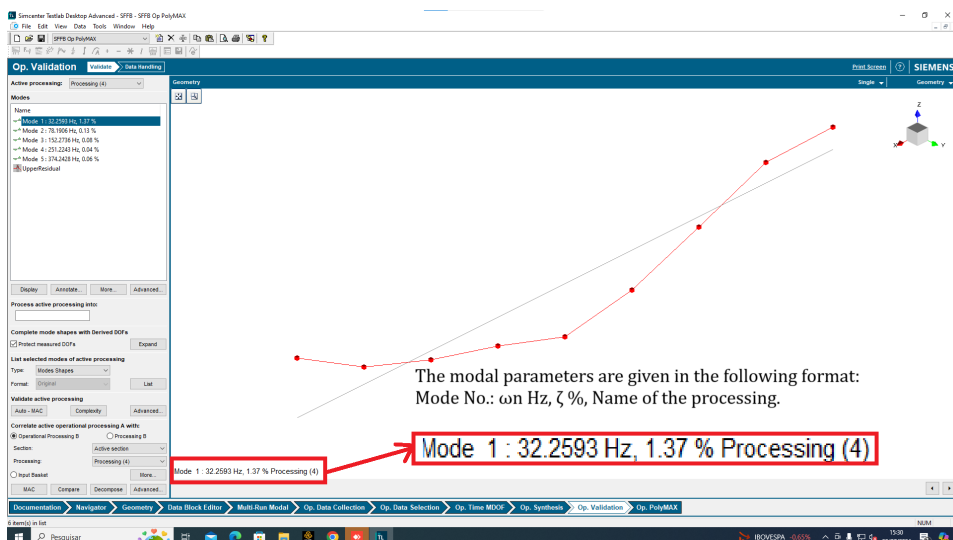 Simcenter Testlab Desktop Advanced - SFFB - SFFB Op PolyMAX
File Edit View Data Tools Window Help
SFFB Op PolyMAX
Op. Validation Validate Data Handling Print Screen SIEMENS
Active processing: Processing (4) Geometry Single Geometry
Modes
Name
Mode 1 : 32.2593 Hz, 1.37 %
Mode 2 : 78.1906 Hz, 0.13 %
Mode 3 : 152.2736 Hz, 0.08 %
Mode 4 : 251.2243 Hz, 0.04 %
Mode 5 : 374.2428 Hz, 0.06 %
UpperResidual
Z
X Y
Display Annotate... More... Advanced...
Process active processing into:
Complete mode shapes with Derived DOFs
Protect measured DOFs Expand
List selected modes of active processing
Type: Modes Shapes
Format: Original List
Validate active processing
Auto - MAC Complexity Advanced...
Correlate active operational processing A with:
Operational Processing B Processing B
Section: Active section
Processing: Processing (4)
Input Basket More...
MAC Compare Decompose Advanced...
The modal parameters are given in the following format:
Mode No.: ωn Hz, ζ %, Name of the processing.
Mode 1 : 32.2593 Hz, 1.37 % Processing (4)
Mode 1 : 32.2593 Hz, 1.37 % Processing (4)
Documentation Navigator Geometry Data Block Editor Multi-Run Modal Op. Data Collection Op. Data Selection Op. Time MDOF Op. Synthesis Op. Validation Op. PolyMAX
6 item(s) in list NUM
Pesquisar IBOVESPA -0.65% 15:30